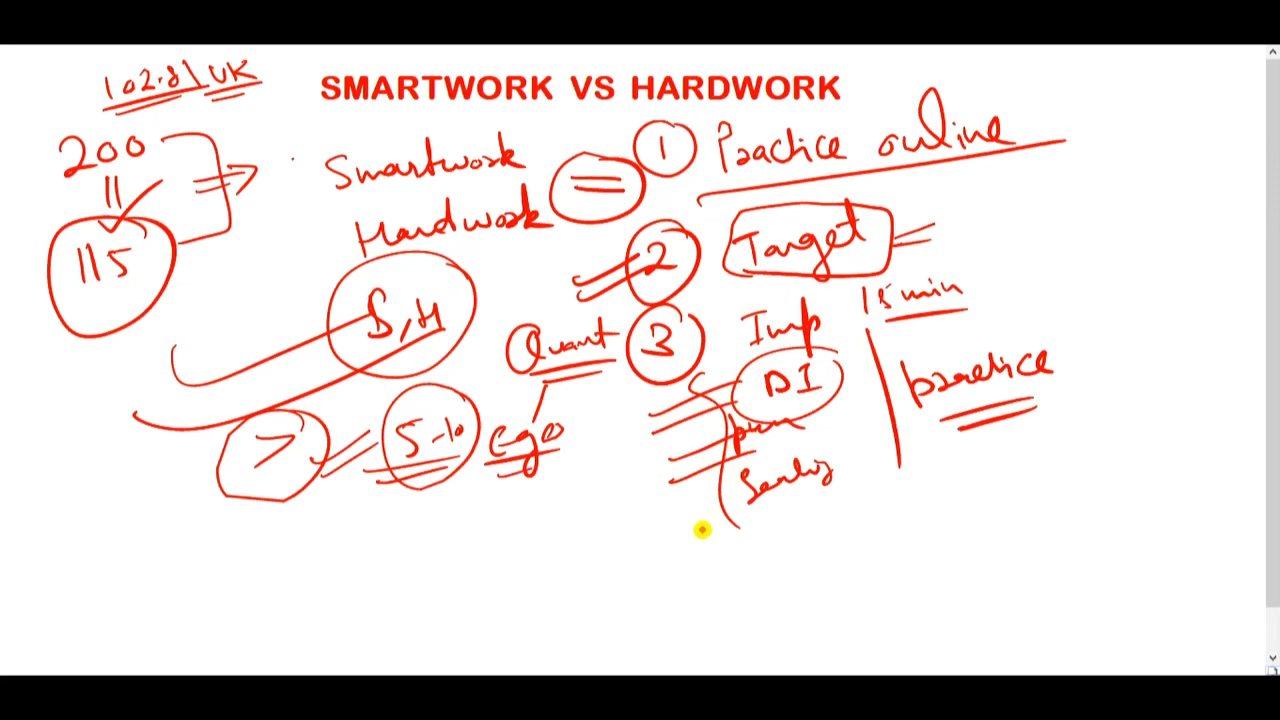 102.8 UK
SMARTWORK VS HARDWORK
200
11
115
Smartwork
Hardwork
=
1 Practice online
2 Target
S, H
Quant
3 Imp
15 min
DI
practice
7
5-10
ego